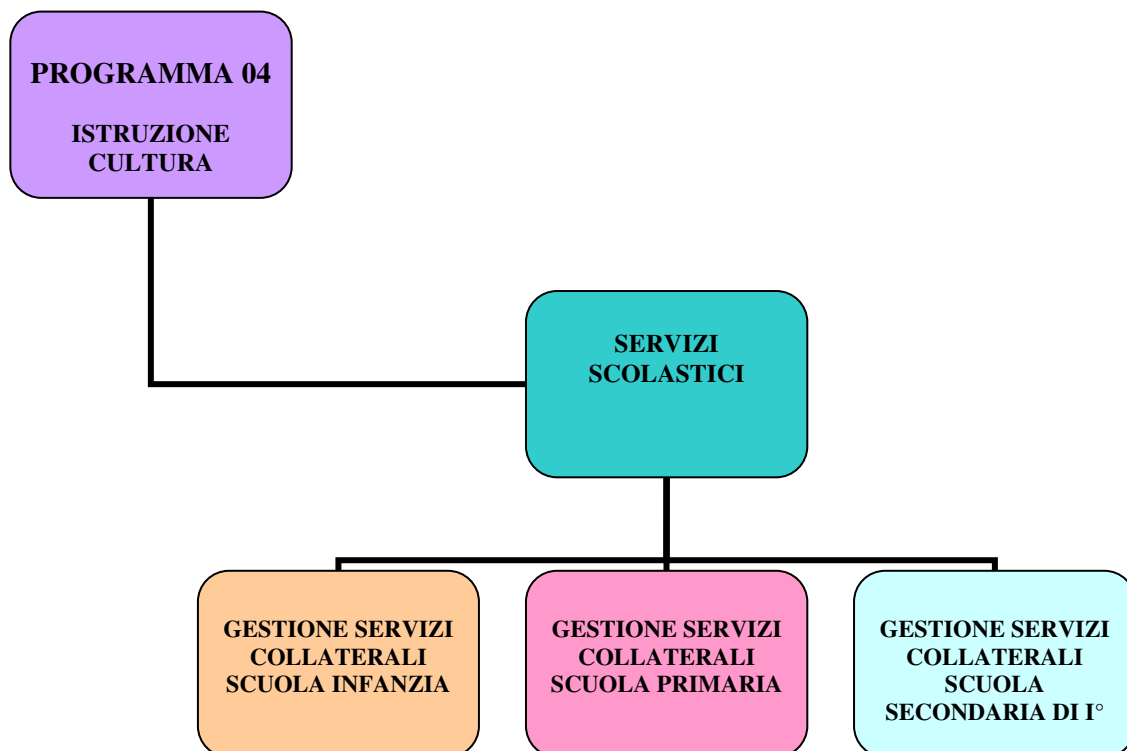 PROGRAMMA 04
ISTRUZIONE
CULTURA
SERVIZI
SCOLASTICI
GESTIONE SERVIZI
COLLATERALI
SCUOLA INFANZIA
GESTIONE SERVIZI
COLLATERALI
SCUOLA PRIMARIA
GESTIONE SERVIZI
COLLATERALI
SCUOLA
SECONDARIA DI I°